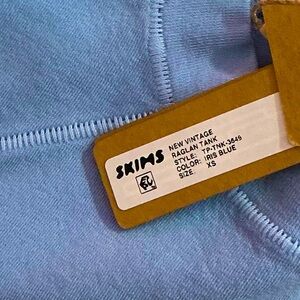 SKIMS
NEW VINTAGE
RAGLAN TANK
STYLE: TP-TNK-3649
COLOR: IRIS BLUE
SIZE: XS